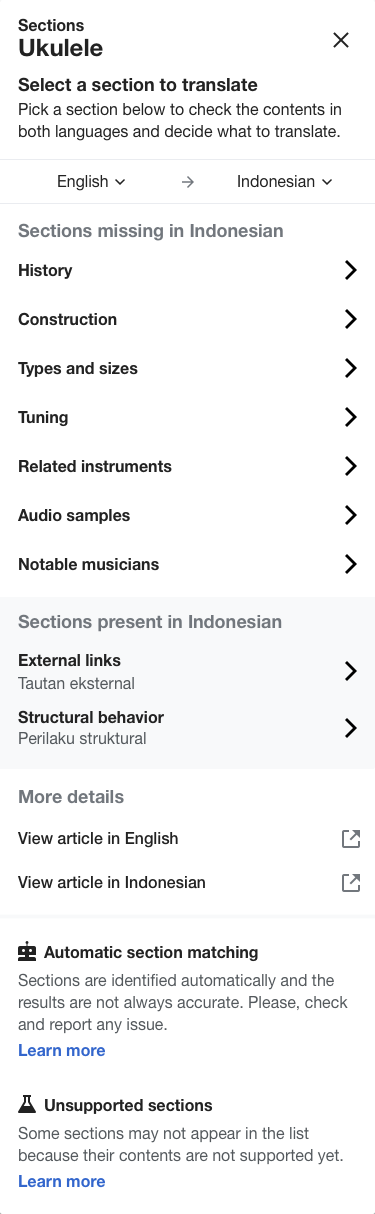 Sections
Ukulele
Select a section to translate
Pick a section below to check the contents in
both languages and decide what to translate.
English
Indonesian
Sections missing in Indonesian
History
Construction
Types and sizes
Tuning
Related instruments
Audio samples
Notable musicians
Sections present in Indonesian
External links
Tautan eksternal
Structural behavior
Perilaku struktural
More details
View article in English
View article in Indonesian
Automatic section matching
Sections are identified automatically and the
results are not always accurate. Please, check
and report any issue.
Learn more
Unsupported sections
Some sections may not appear in the list
because their contents are not supported yet.
Learn more